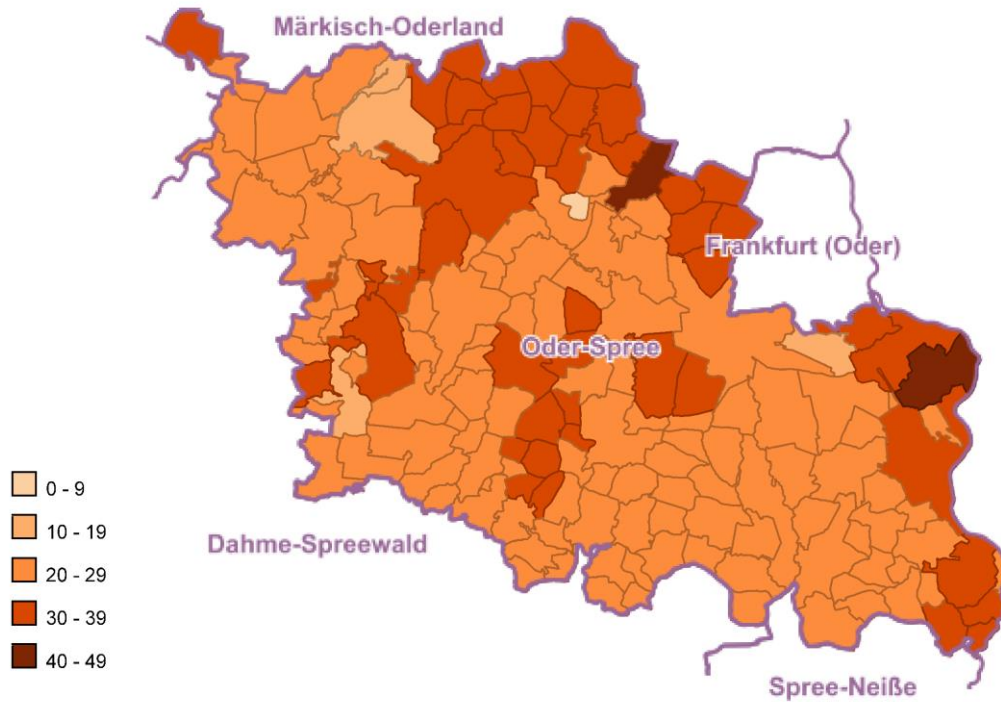 Märkisch-Oderland
Frankfurt (Oder)
Oder-Spree
0 - 9
10 - 19
20 - 29
30 - 39
40 - 49
Dahme-Spreewald
Spree-Neiße